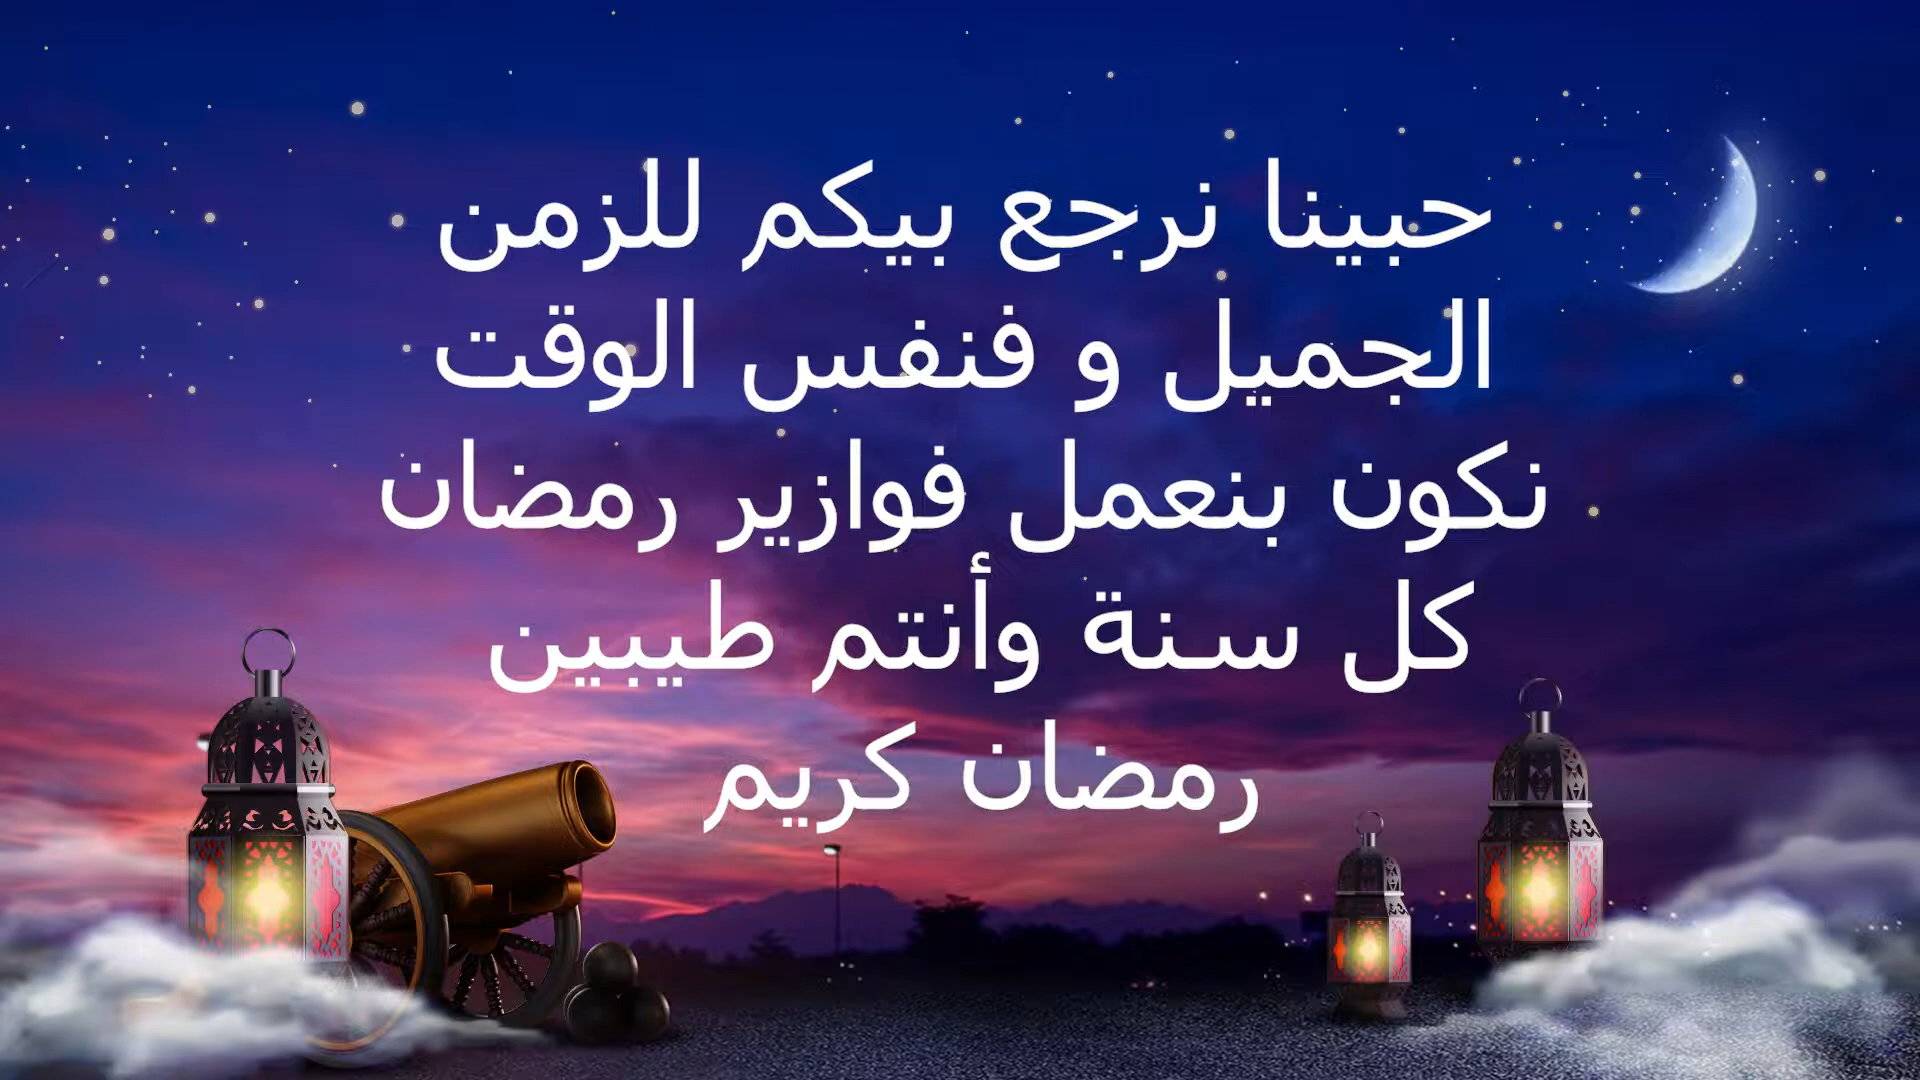 حبينا نرجع بيكم للزمن
الجميل و فنفس الوقت
نكون بنعمل فوازير رمضان
كل سنة وأنتم طيبين
رمضان كريم